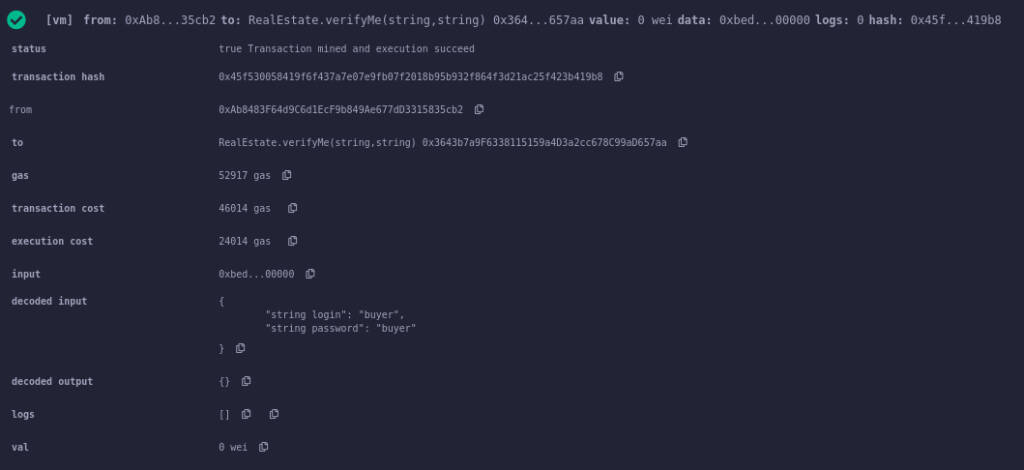 [vm] from: 0xAb8...35cb2 to: RealEstate.verifyMe(string,string) 0x364...657aa value: 0 wei data: 0xbed...00000 logs: 0 hash: 0x45f...419b8
status true Transaction mined and execution succeed
transaction hash 0x45f530058419f6f437a7e07e9fb07f2018b95b932f864f3d21ac25f423b419b8
from 0xAb8483F64d9C6d1EcF9b849Ae677dD3315835cb2
to RealEstate.verifyMe(string,string) 0x3643b7a9F6338115159a4D3a2cc678C99aD657aa
gas 52917 gas
transaction cost 46014 gas
execution cost 24014 gas
input 0xbed...00000
decoded input {
"string login": "buyer",
"string password": "buyer"
}
decoded output {}
logs []
val 0 wei